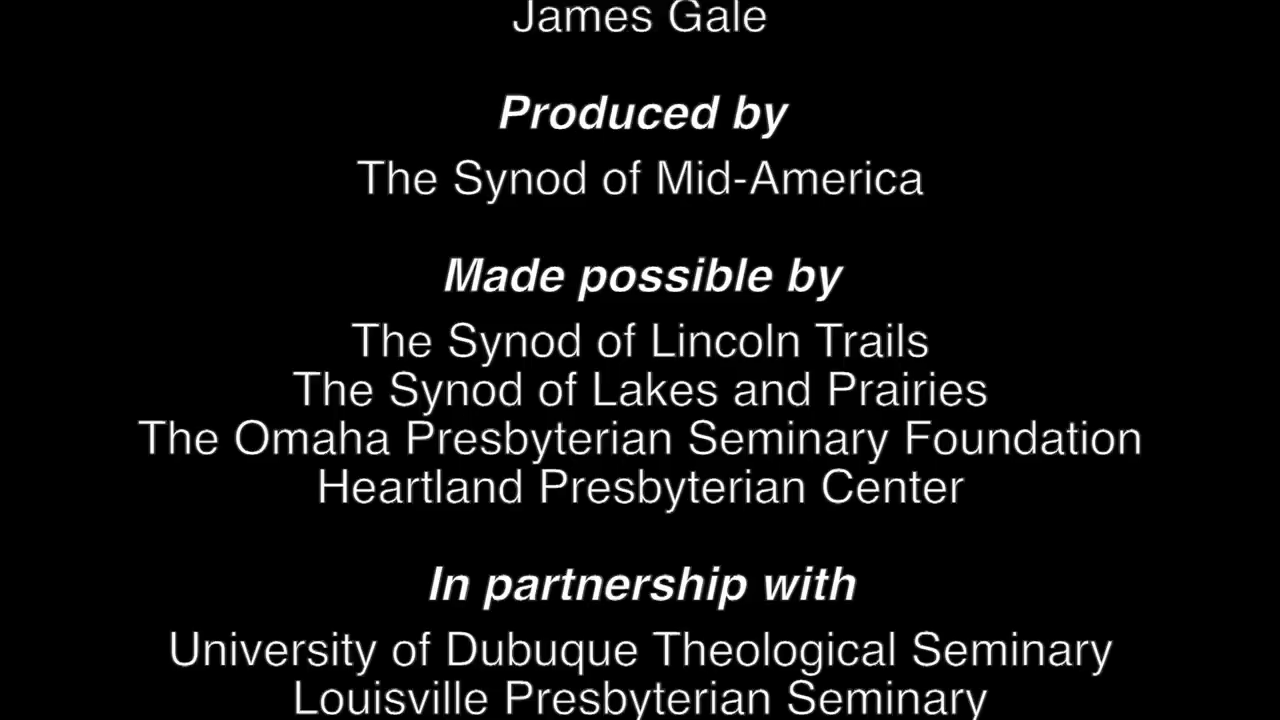 James Gale
Produced by
The Synod of Mid-America
Made possible by
The Synod of Lincoln Trails
The Synod of Lakes and Prairies
The Omaha Presbyterian Seminary Foundation
Heartland Presbyterian Center
In partnership with
University of Dubuque Theological Seminary
Louisville Presbyterian Seminary